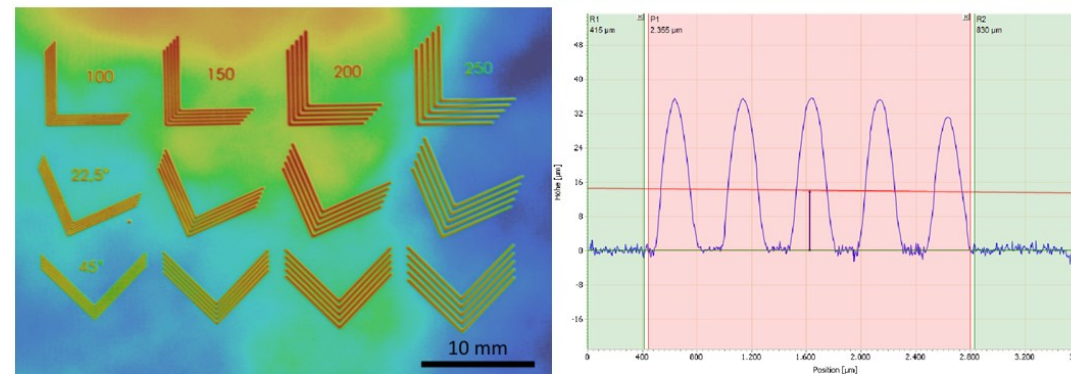 100 150 200 250
22,5°
45°
10 mm
R1
416 µm
P1
2.355 µm
R2
830 µm
Höhe [µm]
48
40
32
24
16
8
0
-8
-16
0 400 800 1.200 1.600 2.000 2.400 2.800 3.200
Position [µm]